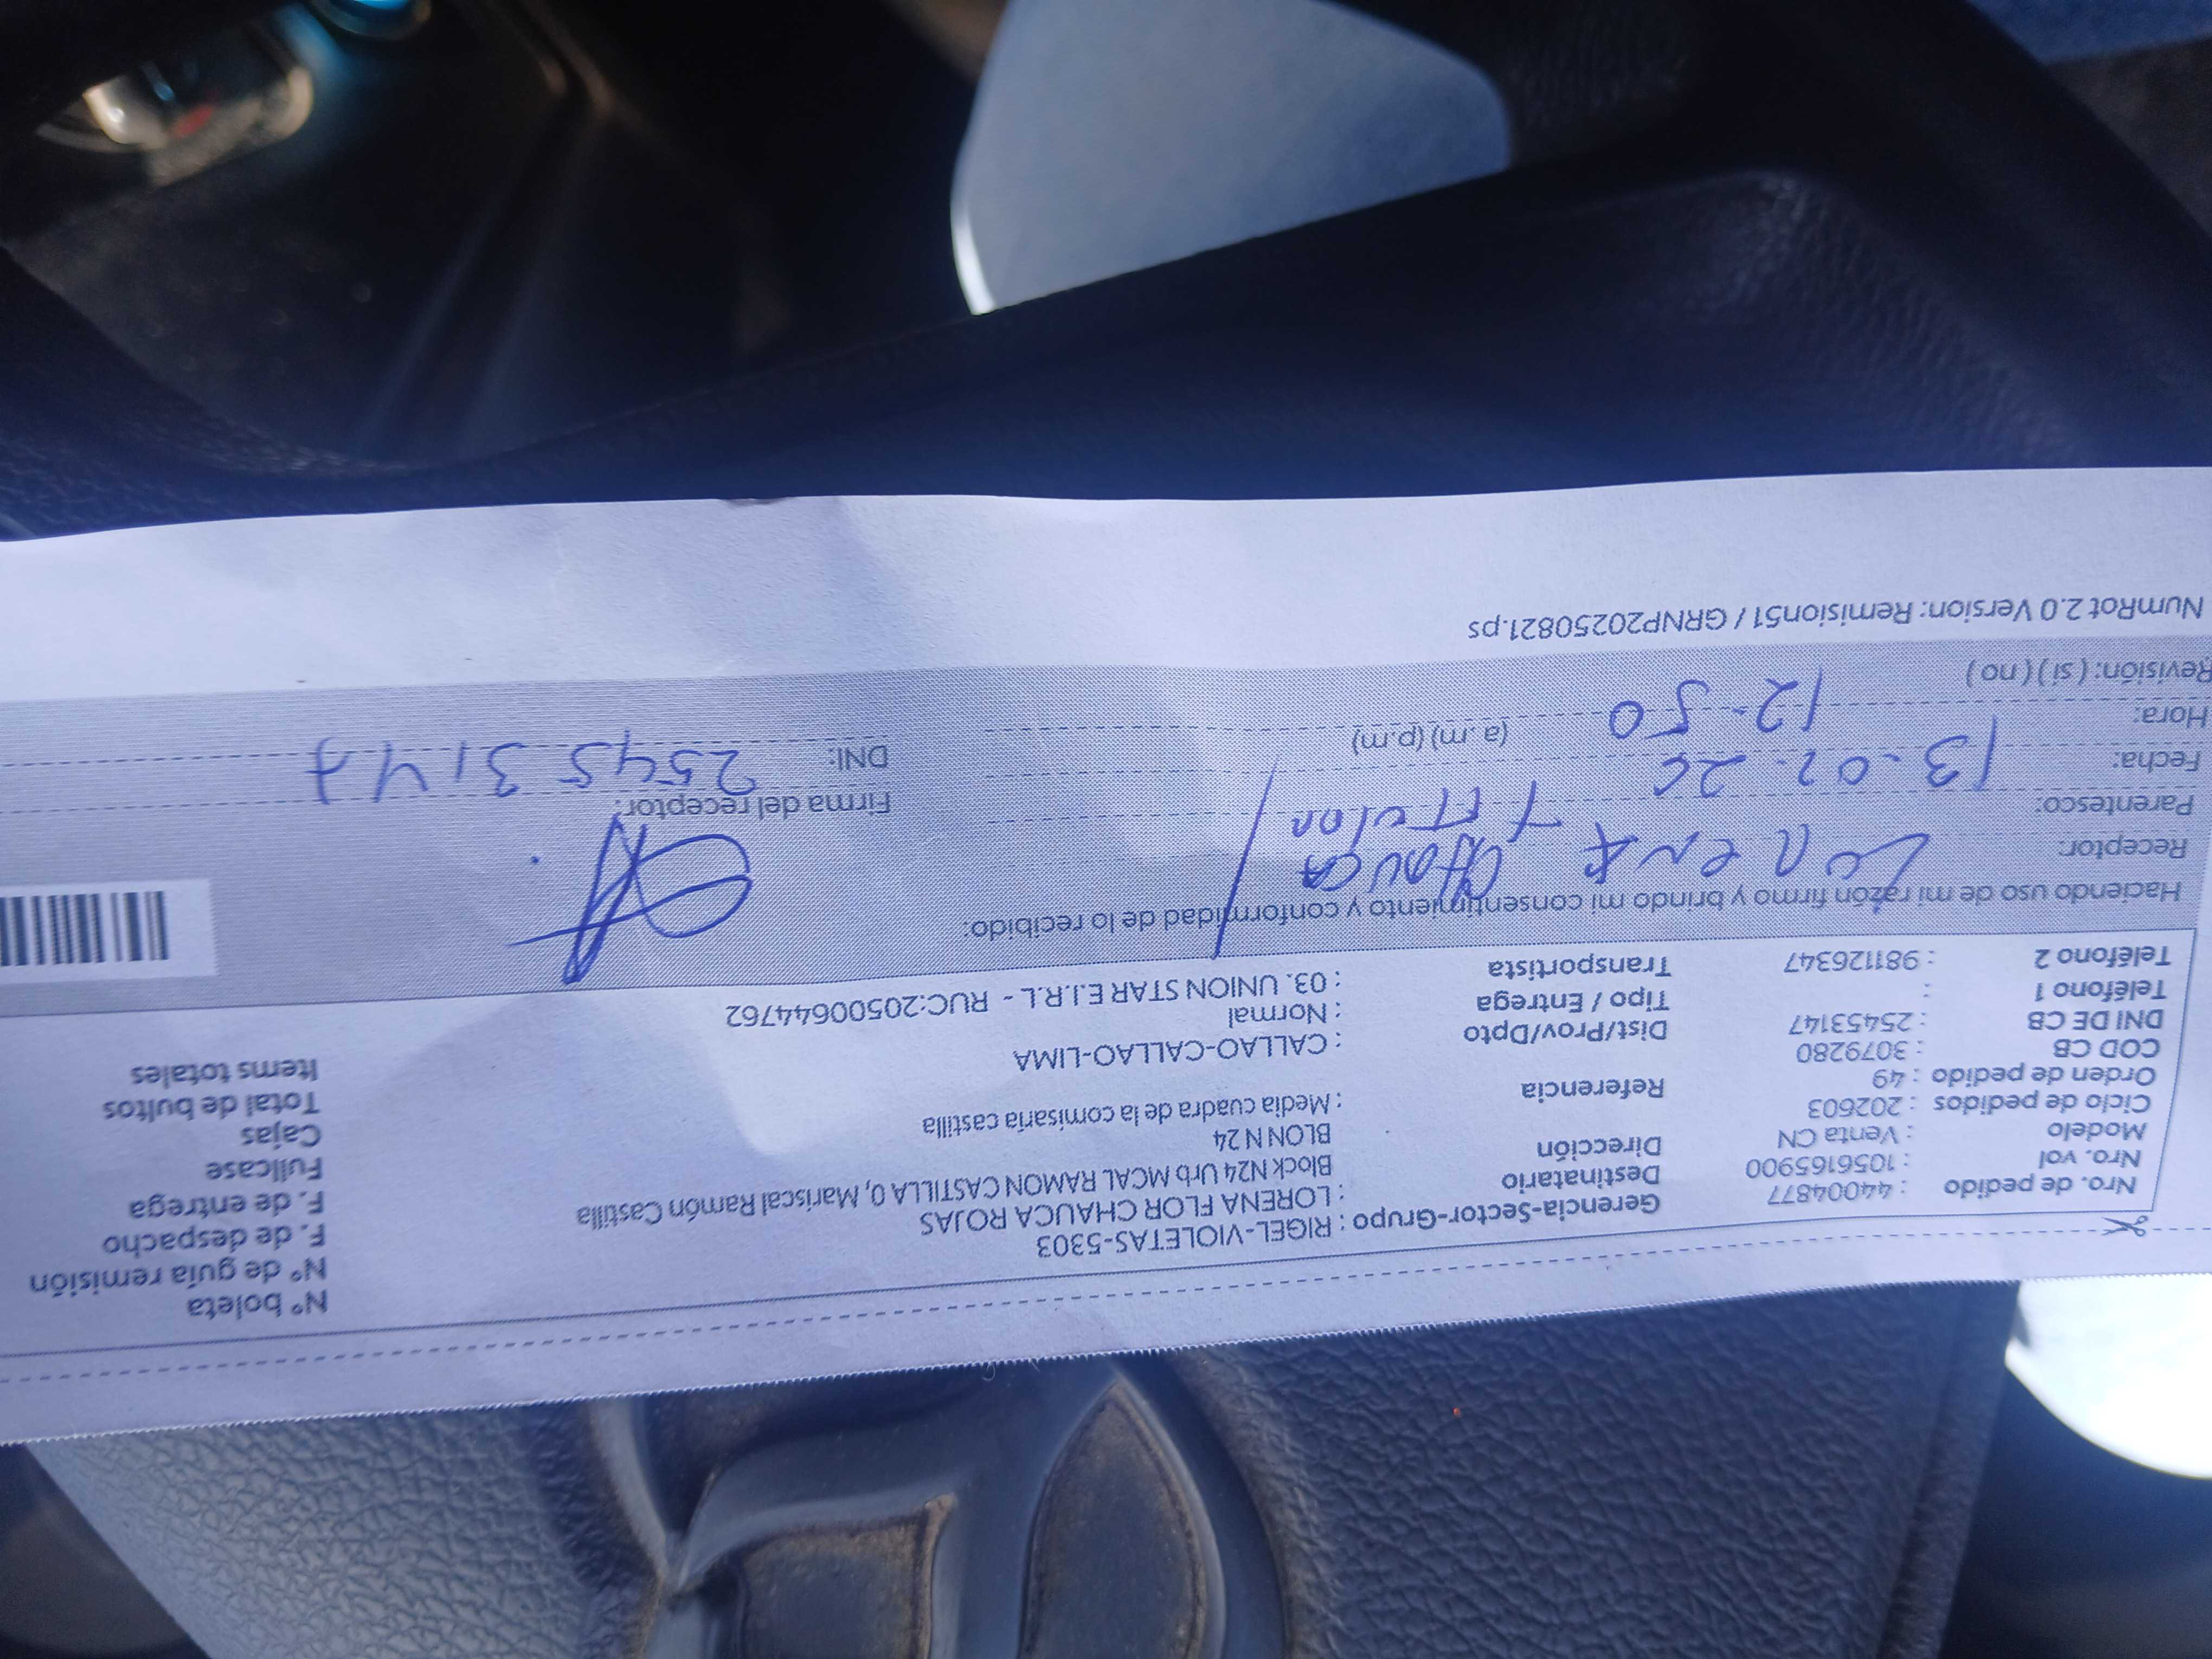 Gerencia-Sector-Grupo : RIGEL-VIOLETAS-5303
Nro. de pedido : 44004877
Nro. vol : 1056165900
Modelo : Venta CN
Ciclo de pedidos : 202603
Orden de pedido : 49
COD CB : 3079280
DNI DE CB : 25453147
Teléfono 1 :
Teléfono 2 : 981126347
Destinatario : LORENA FLOR CHAUCA ROJAS
Dirección Block N24 Urb MCAL RAMON CASTILLA, 0, Mariscal Ramón Castilla
BLON N 24
Referencia : Media cuadra de la comisaría castilla
Dist/Prov/Dpto : CALLAO-CALLAO-LIMA
Tipo / Entrega : Normal
Transportista : 03. UNION STAR E.I.R.L - RUC:20500644762
N° boleta
N° de guía remisión
F. de despacho
F. de entrega
Fullcase
Cajas
Total de bultos
Items totales
Haciendo uso de mi razón firmo y brindo mi consentimiento y conformidad de lo recibido:
Receptor: Lorena CHAUCA
Parentesco: TITular
Firma del receptor:
Fecha: 13-02-26
DNI: 25453147
Hora: 12-50 (a. m) (p.m)
Revisión: ( si ) ( no )
NumRot 2.0 Version: Remision51 / GRNP20250821.ps